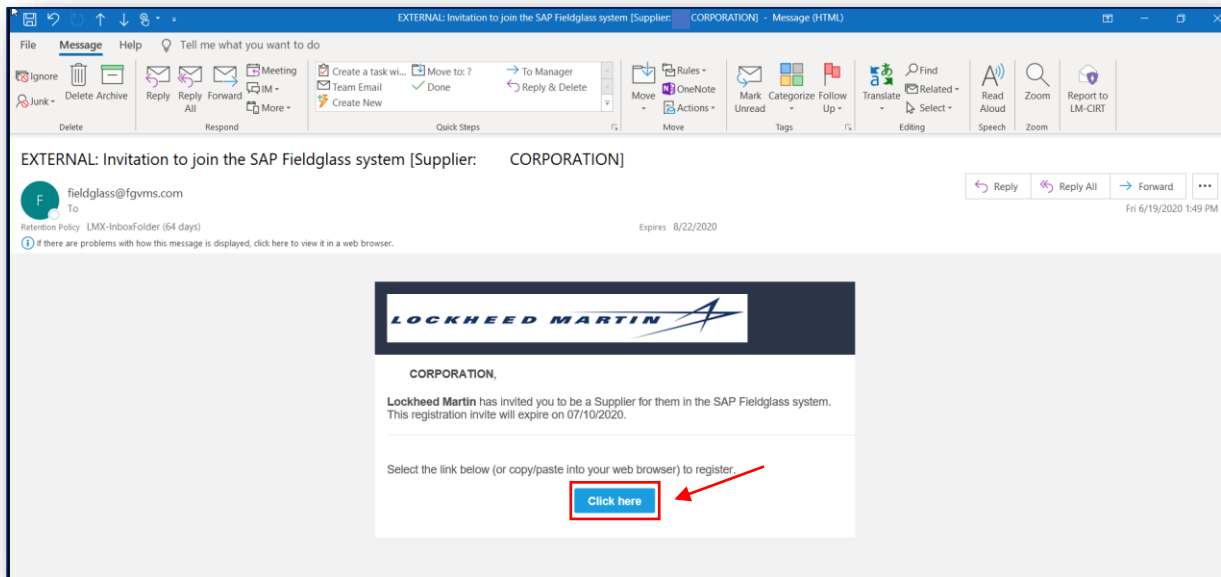 EXTERNAL: Invitation to join the SAP Fieldglass system [Supplier: CORPORATION] - Message (HTML)
File Message Help Tell me what you want to do
Ignore
Junk
Delete
Archive
Reply
Reply All
Forward
Meeting
IM
More
Create a task wi...
Team Email
Create New
Move to: ?
Done
To Manager
Reply & Delete
Move
Rules
OneNote
Actions
Mark Unread
Categorize
Follow Up
Translate
Find
Related
Select
Read Aloud
Zoom
Report to LM-CIRT
Delete Respond Quick Steps Move Tags Editing Speech Zoom
EXTERNAL: Invitation to join the SAP Fieldglass system [Supplier: CORPORATION]
F
fieldglass@fgvms.com
To
Reply Reply All Forward
Fri 6/19/2020 1:49 PM
Retention Policy LMX-InboxFolder (64 days) Expires 8/22/2020
If there are problems with how this message is displayed, click here to view it in a web browser.
LOCKHEED MARTIN
CORPORATION,
Lockheed Martin has invited you to be a Supplier for them in the SAP Fieldglass system.
This registration invite will expire on 07/10/2020.
Select the link below (or copy/paste into your web browser) to register.
Click here